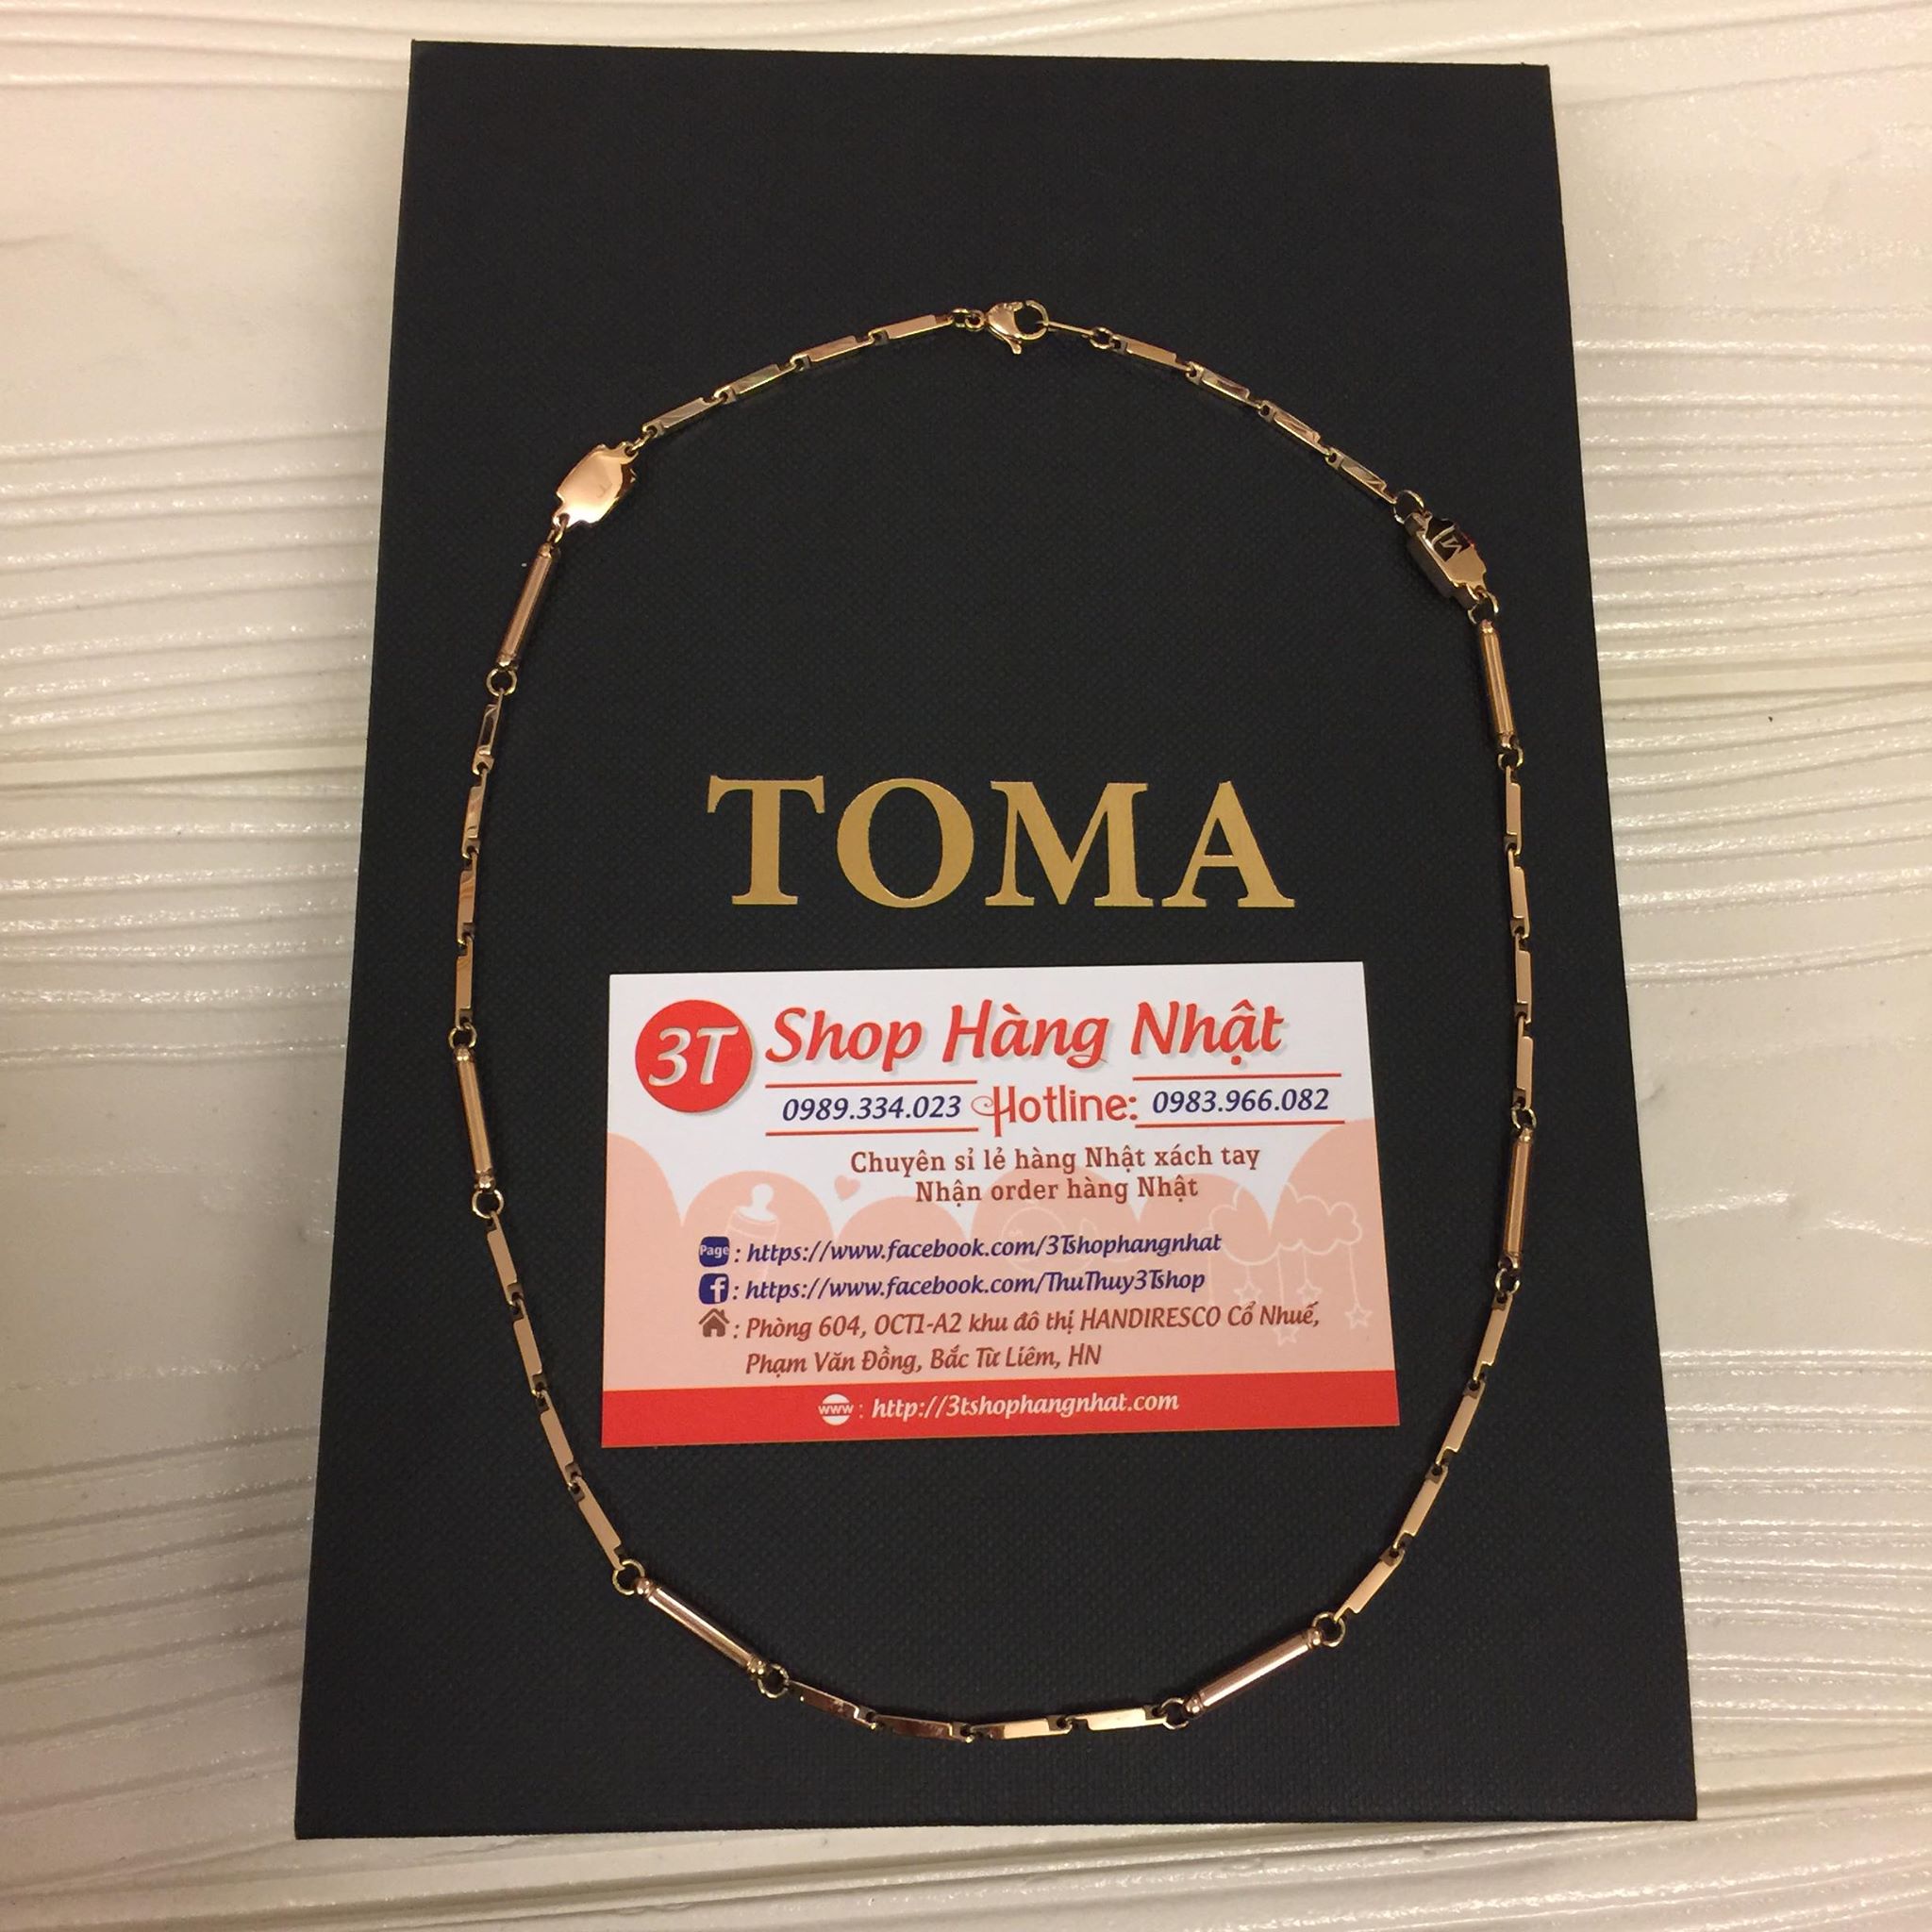 TOMA
3T Shop Hàng Nhật
0989.334.023 Hotline: 0983.966.082
Chuyên sỉ lẻ hàng Nhật xách tay
Nhận order hàng Nhật
Page : https://www.facebook.com/3Tshophangnhat
f : https://www.facebook.com/ThuThuy3Tshop
: Phòng 604, OCT1-A2 khu đô thị HANDIRESCO Cổ Nhuế,
Phạm Văn Đồng, Bắc Từ Liêm, HN
www : http://3tshophangnhat.com